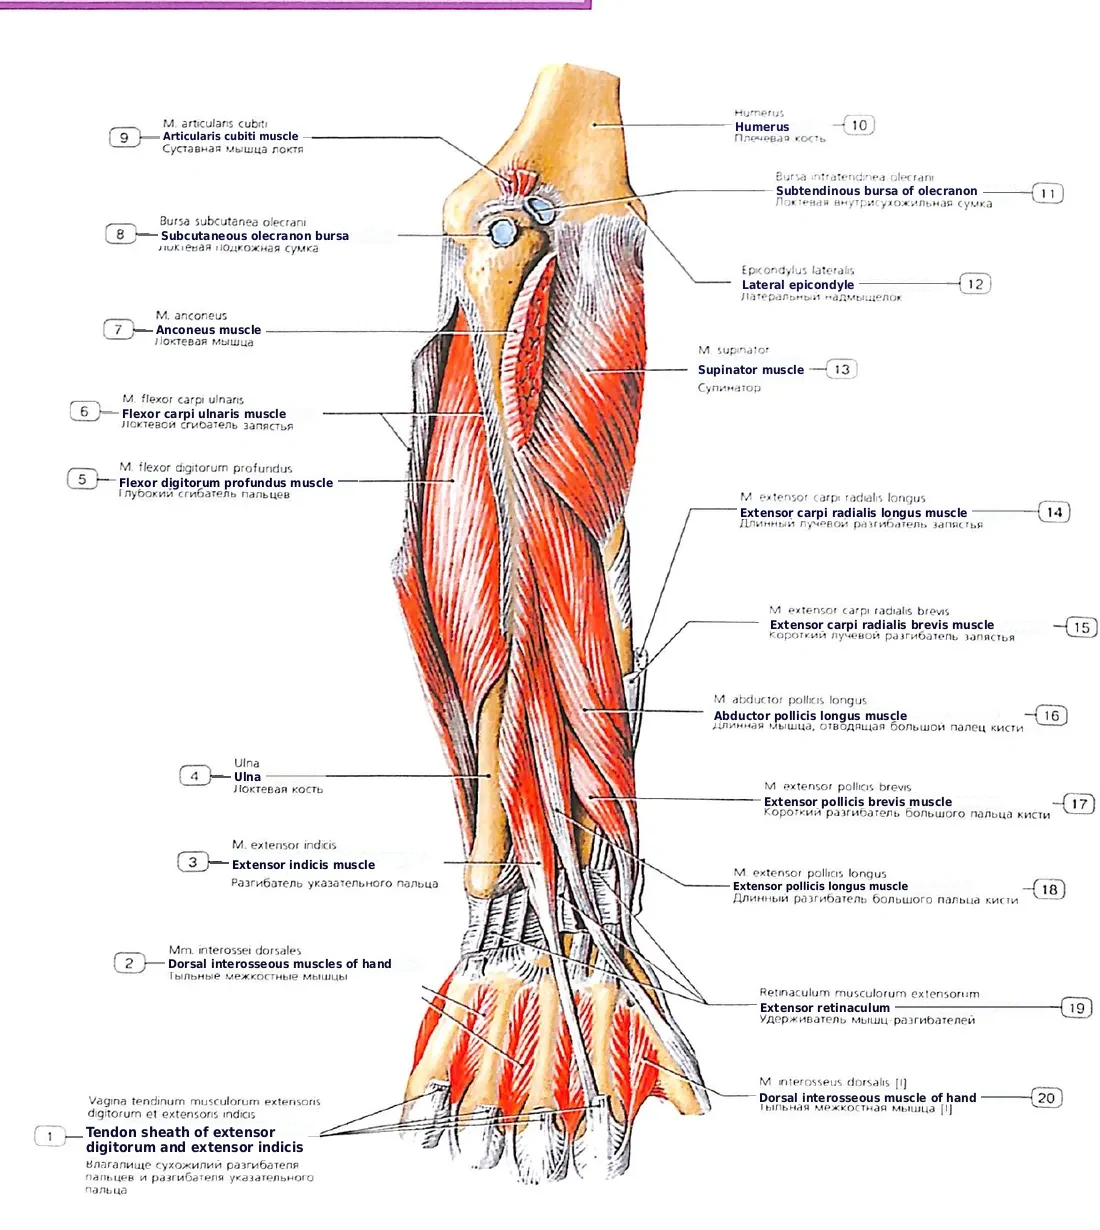 M. articularis cubiti
9
Articularis cubiti muscle
Суставная мышца локтя
Bursa subcutanea olecrani
8
Subcutaneous olecranon bursa
Локтевая подкожная сумка
M. anconeus
7
Anconeus muscle
Локтевая мышца
M. flexor carpi ulnaris
6
Flexor carpi ulnaris muscle
Локтевой сгибатель запястья
M. flexor digitorum profundus
5
Flexor digitorum profundus muscle
Глубокий сгибатель пальцев
Ulna
4
Ulna
Локтевая кость
M. extensor indicis
3
Extensor indicis muscle
Разгибатель указательного пальца
Mm. interossei dorsales
2
Dorsal interosseous muscles of hand
Тыльные межкостные мышцы
Vagina tendinum musculorum extensoris
digitorum et extensoris indicis
1
Tendon sheath of extensor
digitorum and extensor indicis
Влагалище сухожилий разгибателя
пальцев и разгибателя указательного
пальца
Humerus
Humerus
10
Плечевая кость
Bursa intratendinea olecrani
Subtendinous bursa of olecranon
11
Локтевая внутрисухожильная сумка
Epicondylus lateralis
Lateral epicondyle
12
Латеральный надмыщелок
M. supinator
Supinator muscle
13
Супинатор
M. extensor carpi radialis longus
Extensor carpi radialis longus muscle
14
Длинный лучевой разгибатель запястья
M. extensor carpi radialis brevis
Extensor carpi radialis brevis muscle
15
Короткий лучевой разгибатель запястья
M. abductor pollicis longus
Abductor pollicis longus muscle
16
Длинная мышца, отводящая большой палец кисти
M. extensor pollicis brevis
Extensor pollicis brevis muscle
17
Короткий разгибатель большого пальца кисти
M. extensor pollicis longus
Extensor pollicis longus muscle
18
Длинный разгибатель большого пальца кисти
Retinaculum musculorum extensorum
Extensor retinaculum
19
Удерживатель мышц-разгибателей
M. interosseus dorsalis [I]
Dorsal interosseous muscle of hand
20
Тыльная межкостная мышца [I]